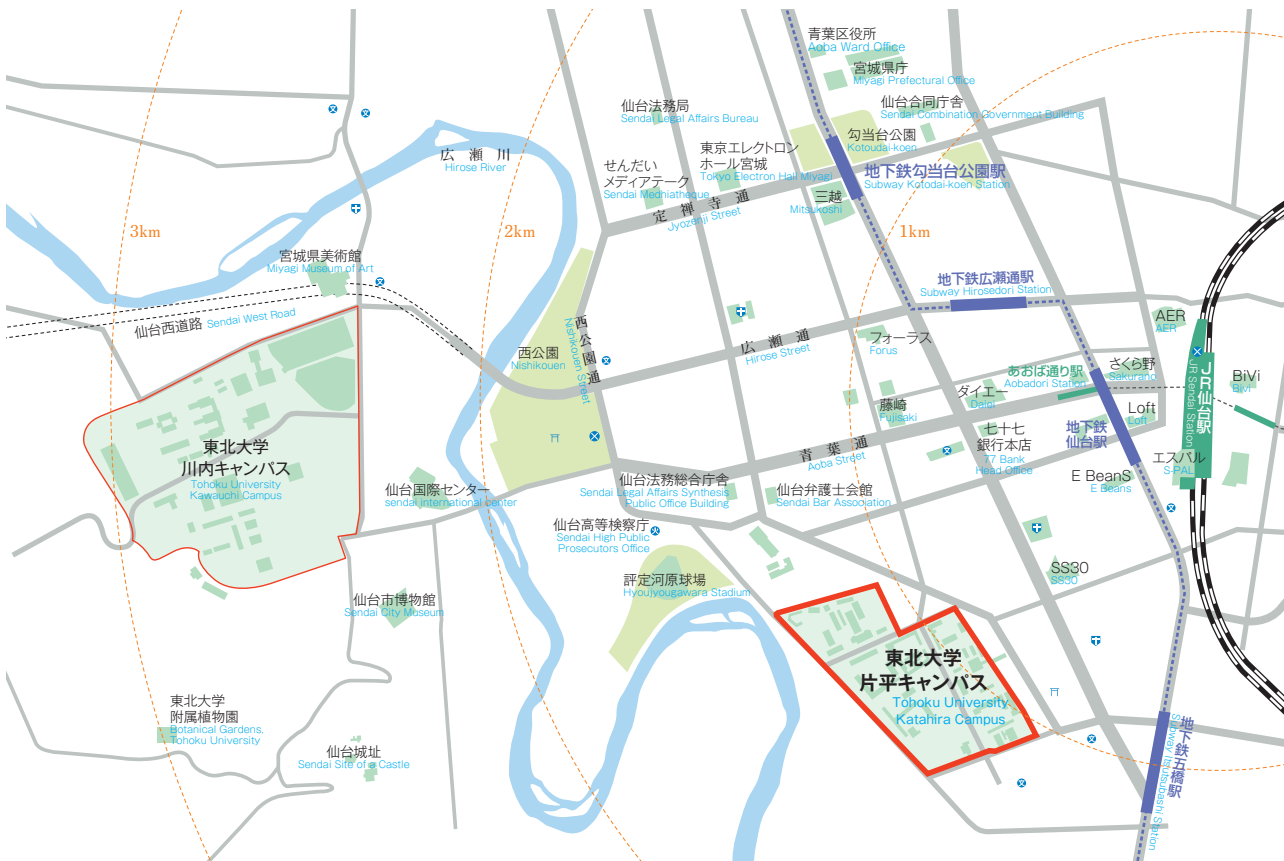 青葉区役所
Aoba Ward Office
宮城県庁
Miyagi Prefectural Office
仙台合同庁舎
Sendai Combination Government Building
仙台法務局
Sendai Legal Affairs Bureau
勾当台公園
Kotoudai-koen
東京エレクトロン
ホール宮城
Tokyo Electron Hall Miyagi
せんだい
メディアテーク
Sendai Medhiatheque
地下鉄勾当台公園駅
Subway Kotodai-koen Station
三越
Mitsukoshi
広瀬川
Hirose River
定禅寺通
Jyozenji Street
3km
2km
1km
宮城県美術館
Miyagi Museum of Art
地下鉄広瀬通駅
Subway Hirosedori Station
仙台西道路 Sendai West Road
西公園
Nishikouen
西公園通
Nishikouen Street
広瀬通
Hirose Street
フォーラス
Forus
AER
AER
さくら野
Sakurano
あおば通り駅
Aobadori Station
JR仙台駅
JR Sendai Station
BiVi
Bivi
ダイエー
Daiei
藤崎
Fujisaki
Loft
Loft
地下鉄
仙台駅
七十七
銀行本店
77 Bank
Head Office
青葉通
Aoba Street
エスパル
S-PAL
E BeanS
E Beans
東北大学
川内キャンパス
Tohoku University
Kawauchi Campus
仙台国際センター
sendai international center
仙台法務総合庁舎
Sendai Legal Affairs Synthesis
Public Office Building
仙台弁護士会館
Sendai Bar Association
仙台高等検察庁
Sendai High Public
Prosecutors Office
評定河原球場
Hyoujyougawara Stadium
SS30
SS30
仙台市博物館
Sendai City Museum
東北大学
片平キャンパス
Tohoku University
Katahira Campus
東北大学
附属植物園
Botanical Gardens,
Tohoku University
仙台城址
Sendai Site of a Castle
地下鉄五橋駅
Subway Itsutsubashi Station